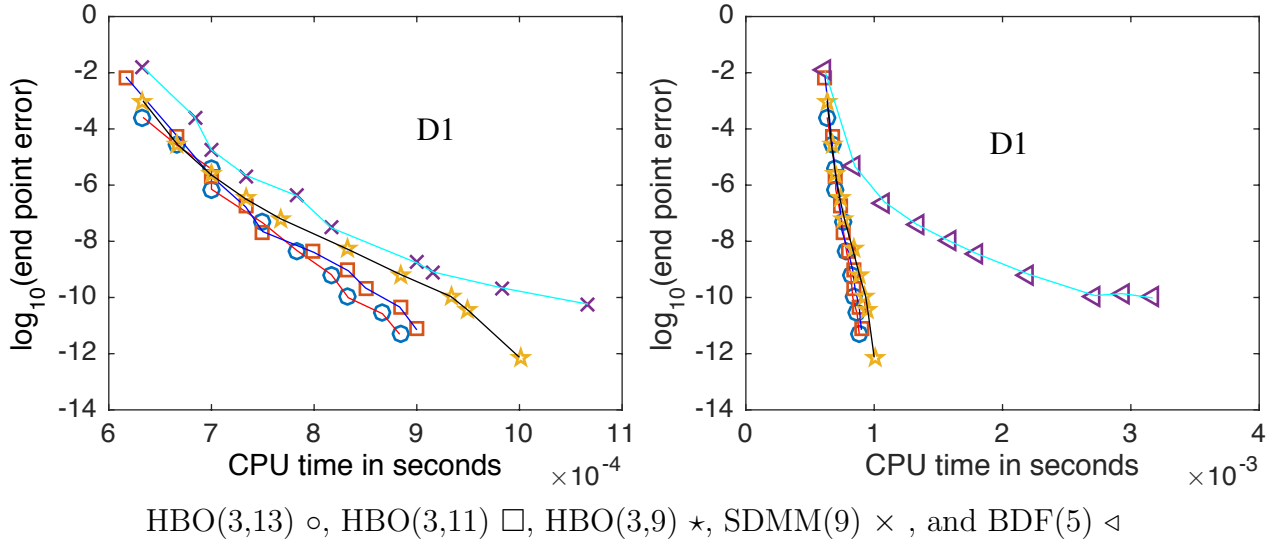 0
-2
-4
-6
-8
-10
-12
-14
log₁₀(end point error)
D1
6 7 8 9 10 11
CPU time in seconds
×10⁻⁴
0
-2
-4
-6
-8
-10
-12
-14
log₁₀(end point error)
D1
0 1 2 3 4
CPU time in seconds
×10⁻³
HBO(3,13) ○, HBO(3,11) □, HBO(3,9) ⋆, SDMM(9) × , and BDF(5) ◁